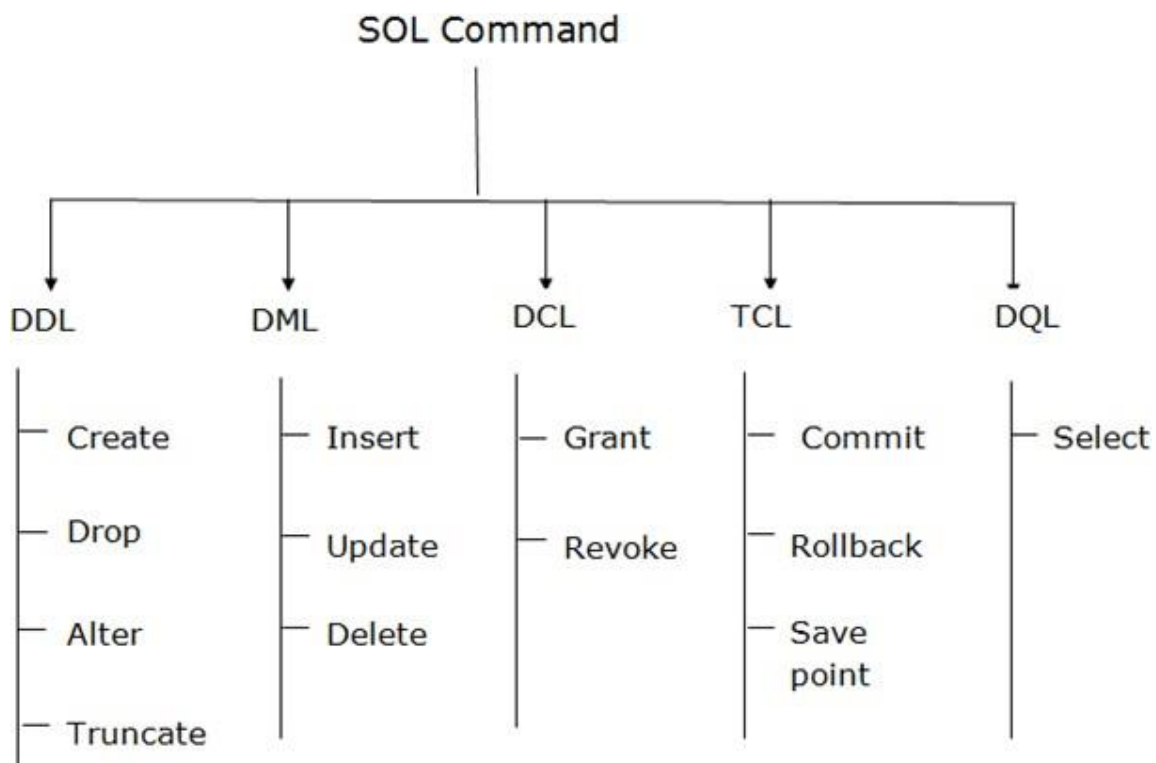 SOL Command
DDL
DML
DCL
TCL
DQL
Create
Insert
Grant
Commit
Select
Drop
Update
Revoke
Rollback
Alter
Delete
Save
point
Truncate